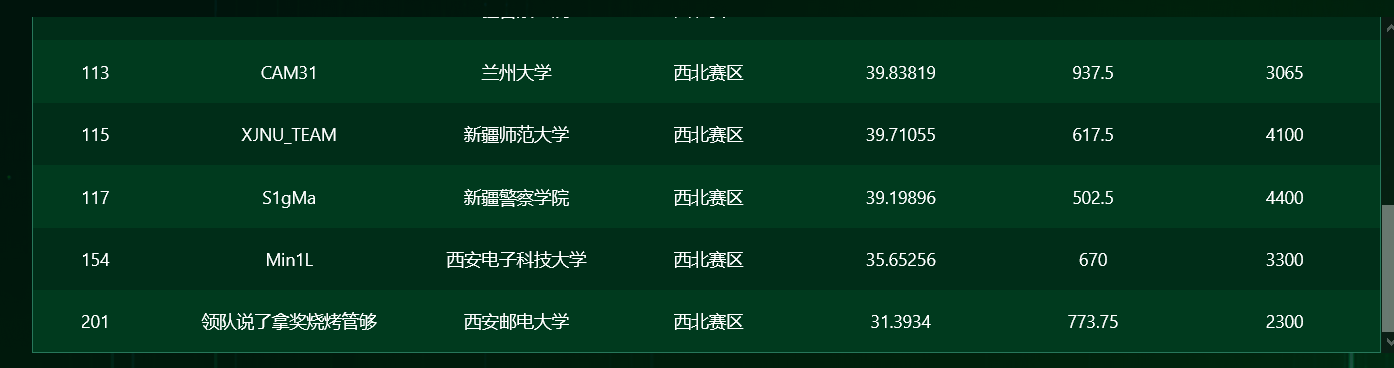 113 CAM31 兰州大学 西北赛区 39.83819 937.5 3065
115 XJNU_TEAM 新疆师范大学 西北赛区 39.71055 617.5 4100
117 S1gMa 新疆警察学院 西北赛区 39.19896 502.5 4400
154 Min1L 西安电子科技大学 西北赛区 35.65256 670 3300
201 领队说了拿奖烧烤管够 西安邮电大学 西北赛区 31.3934 773.75 2300